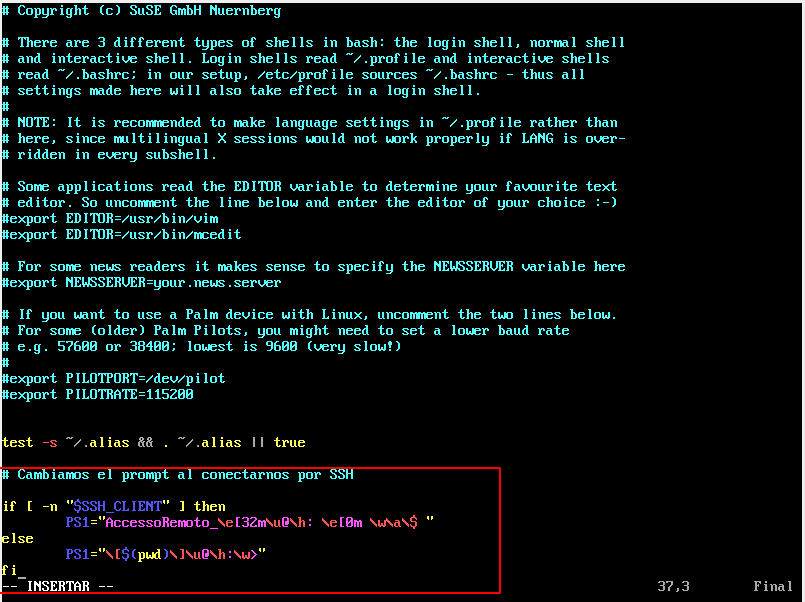 # Copyright (c) SuSE GmbH Nuernberg
# There are 3 different types of shells in bash: the login shell, normal shell
# and interactive shell. Login shells read ~/.profile and interactive shells
# read ~/.bashrc; in our setup, /etc/profile sources ~/.bashrc - thus all
# settings made here will also take effect in a login shell.
#
# NOTE: It is recommended to make language settings in ~/.profile rather than
# here, since multilingual X sessions would not work properly if LANG is over-
# ridden in every subshell.
# Some applications read the EDITOR variable to determine your favourite text
# editor. So uncomment the line below and enter the editor of your choice :-)
#export EDITOR=/usr/bin/vim
#export EDITOR=/usr/bin/mcedit
# For some news readers it makes sense to specify the NEWSSERVER variable here
#export NEWSSERVER=your.news.server
# If you want to use a Palm device with Linux, uncomment the two lines below.
# For some (older) Palm Pilots, you might need to set a lower baud rate
# e.g. 57600 or 38400; lowest is 9600 (very slow!)
#
#export PILOTPORT=/dev/pilot
#export PILOTRATE=115200
test -s ~/.alias && . ~/.alias || true
# Cambiamos el prompt al conectarnos por SSH
if [ -n "$SSH_CLIENT" ] then
PS1="AccessoRemoto_\e[32m\u@\h: \e[0m \w\a\$ "
else
PS1="\[$(pwd)\]\u@\h:\w>"
fi_
-- INSERTAR -- 37,3 Final